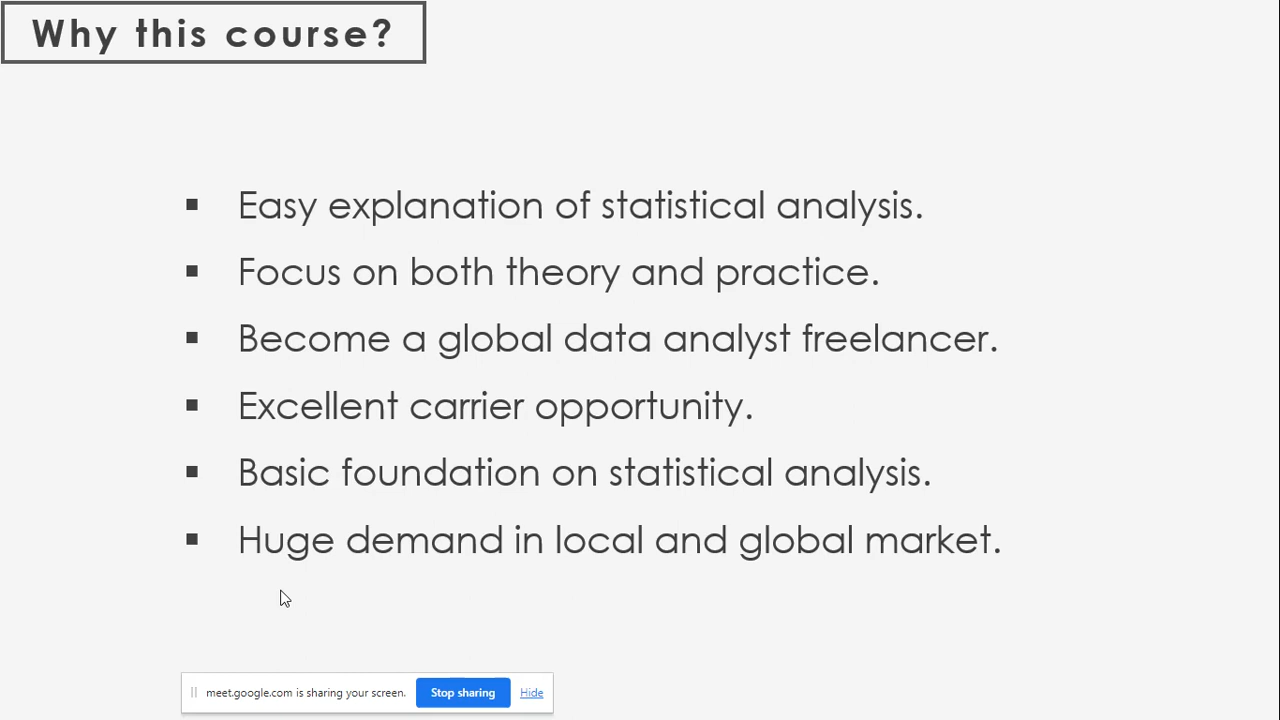 Why this course?
▪ Easy explanation of statistical analysis.
▪ Focus on both theory and practice.
▪ Become a global data analyst freelancer.
▪ Excellent carrier opportunity.
▪ Basic foundation on statistical analysis.
▪ Huge demand in local and global market.
meet.google.com is sharing your screen. Stop sharing Hide